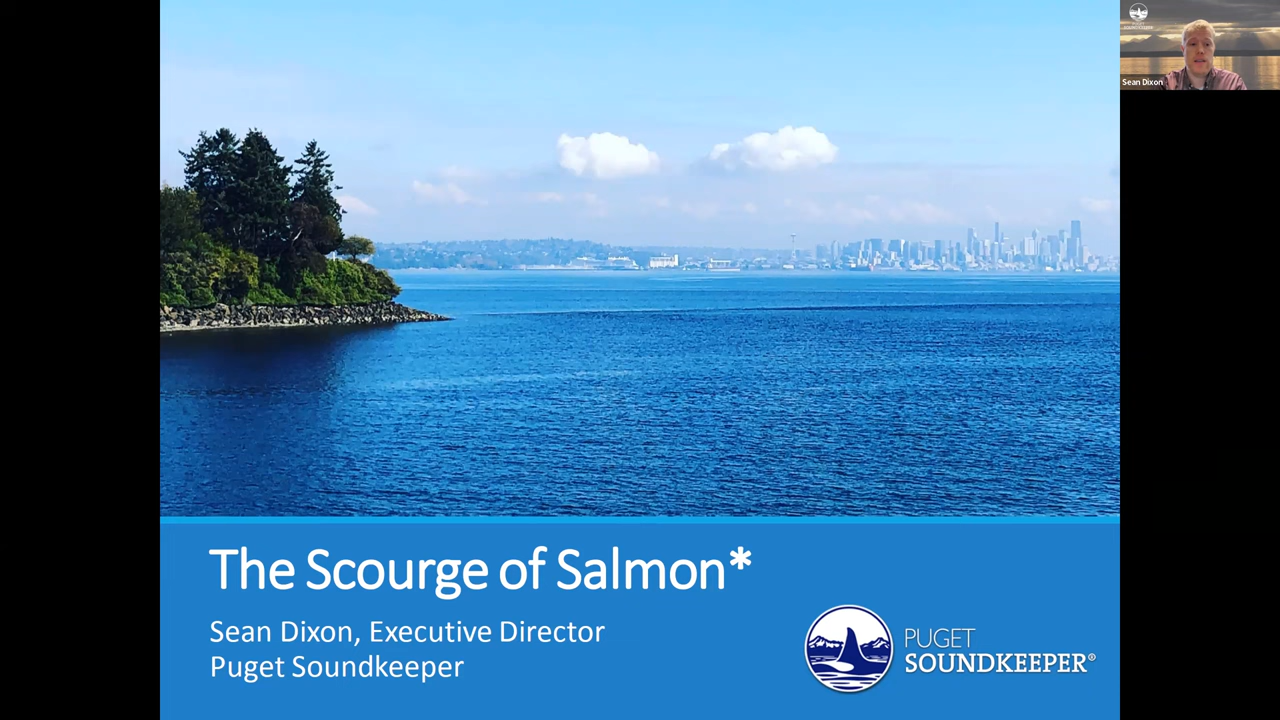 Sean Dixon
The Scourge of Salmon*
Sean Dixon, Executive Director
Puget Soundkeeper
PUGET
SOUNDKEEPER®